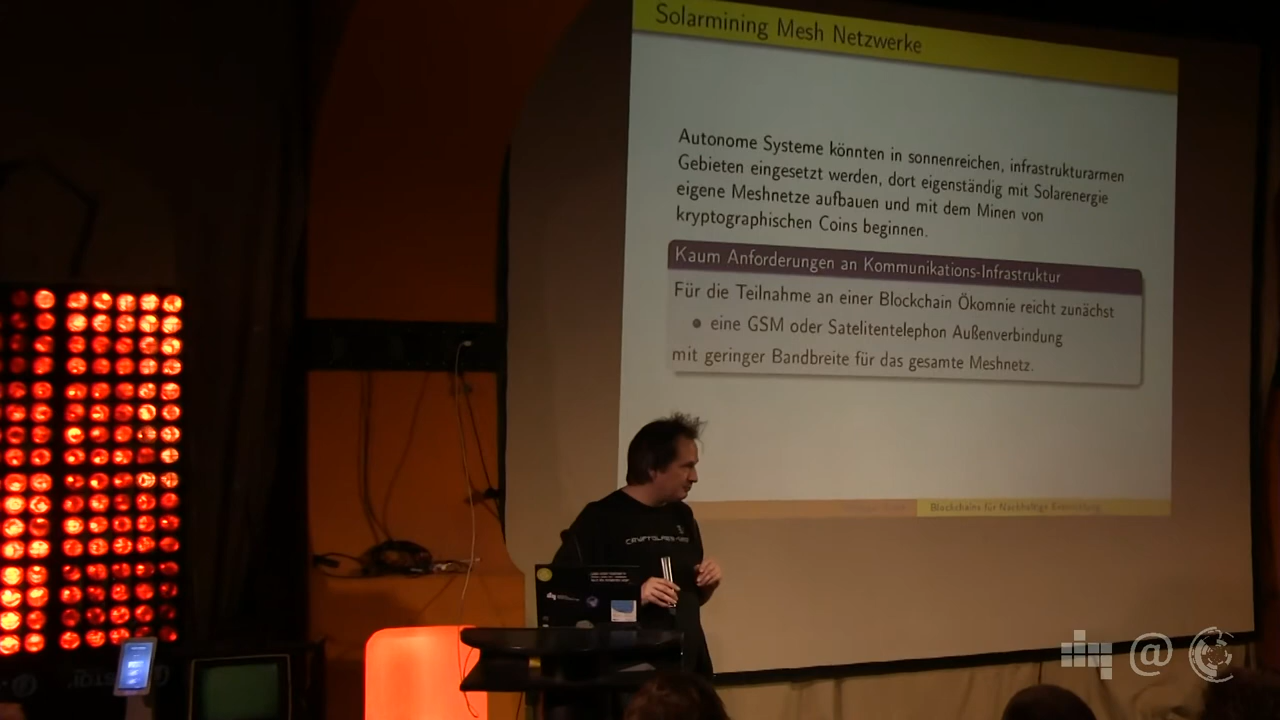 Solarmining Mesh Netzwerke
Autonome Systeme könnten in sonnenreichen, infrastrukturarmen
Gebieten eingesetzt werden, dort eigenständig mit Solarenergie
eigene Meshnetze aufbauen und mit dem Minen von
kryptographischen Coins beginnen.
Kaum Anforderungen an Kommunikations-Infrastruktur
Für die Teilnahme an einer Blockchain Ökomnie reicht zunächst
eine GSM oder Satelitentelephon Außenverbindung
mit geringer Bandbreite für das gesamte Meshnetz.
Blockchains für Nachhaltige Entwicklung
@